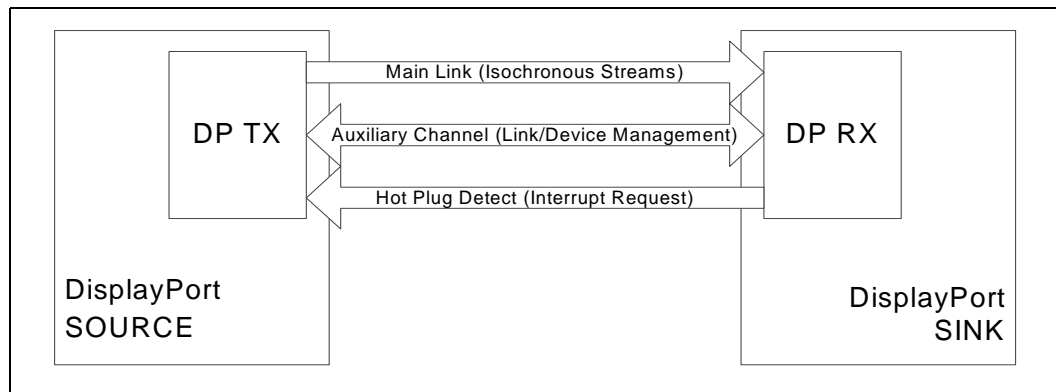 Main Link (Isochronous Streams)
DP TX
Auxiliary Channel (Link/Device Management)
DP RX
Hot Plug Detect (Interrupt Request)
DisplayPort
SOURCE
DisplayPort
SINK